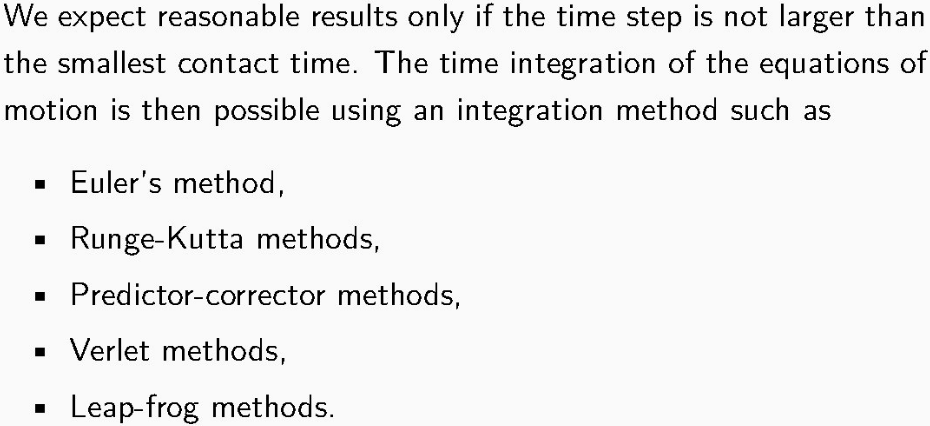 We expect reasonable results only if the time step is not larger than
the smallest contact time. The time integration of the equations of
motion is then possible using an integration method such as
▪ Euler's method,
▪ Runge-Kutta methods,
▪ Predictor-corrector methods,
▪ Verlet methods,
▪ Leap-frog methods.